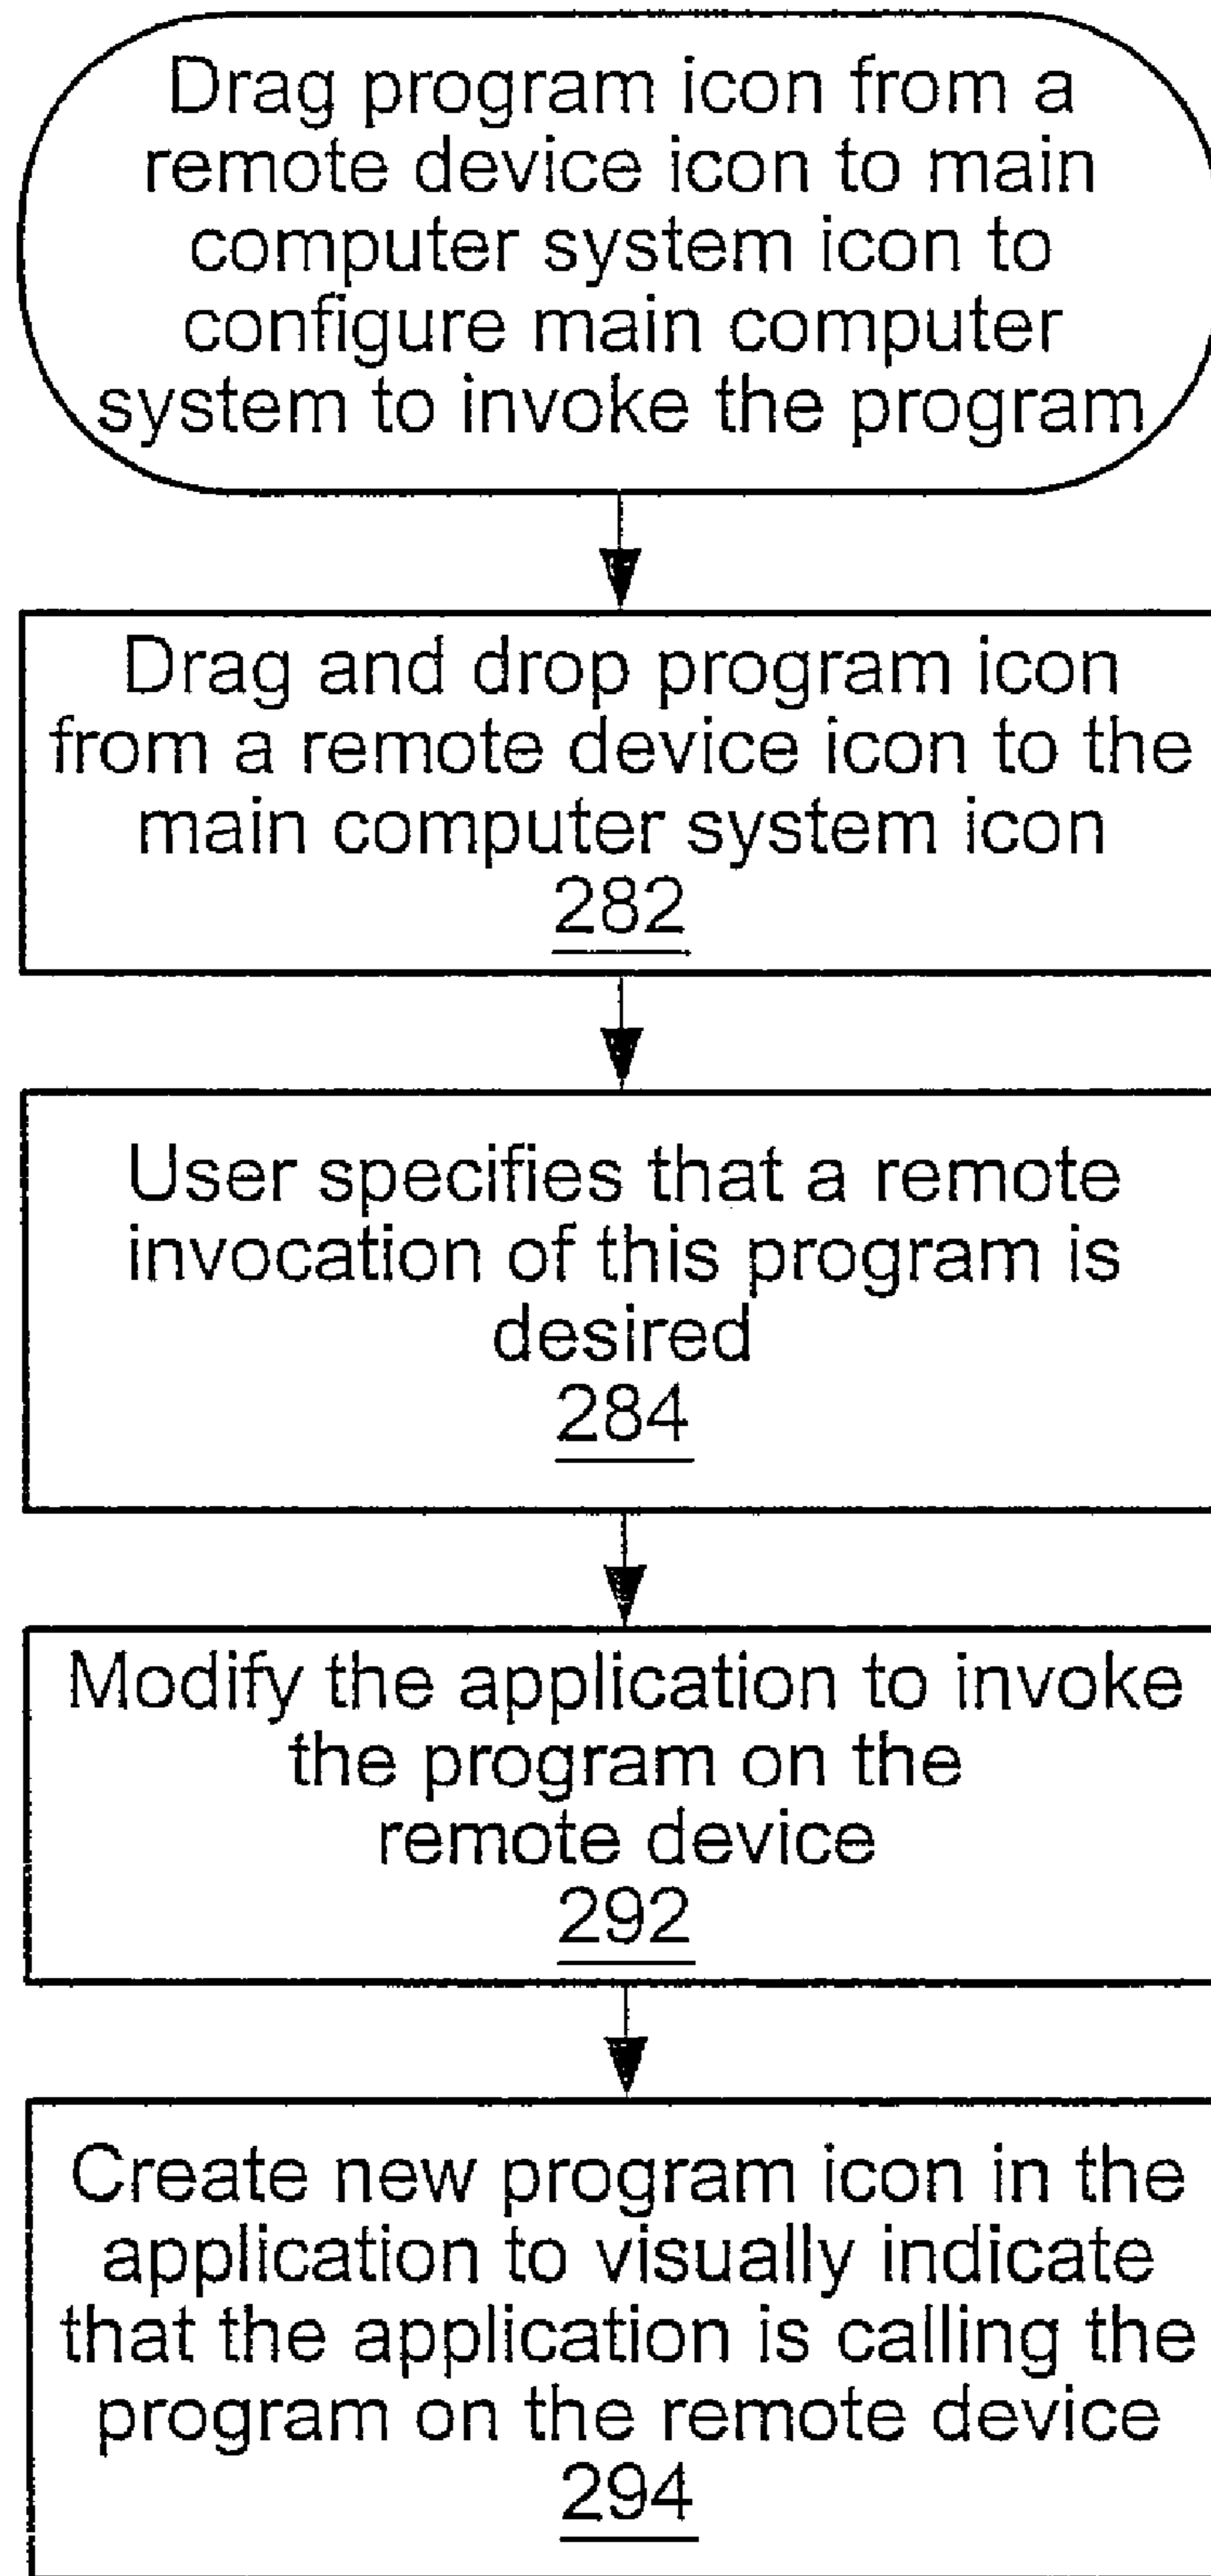 Drag program icon from a
remote device icon to main
computer system icon to
configure main computer
system to invoke the program
Drag and drop program icon
from a remote device icon to the
main computer system icon
282
User specifies that a remote
invocation of this program is
desired
284
Modify the application to invoke
the program on the
remote device
292
Create new program icon in the
application to visually indicate
that the application is calling the
program on the remote device
294